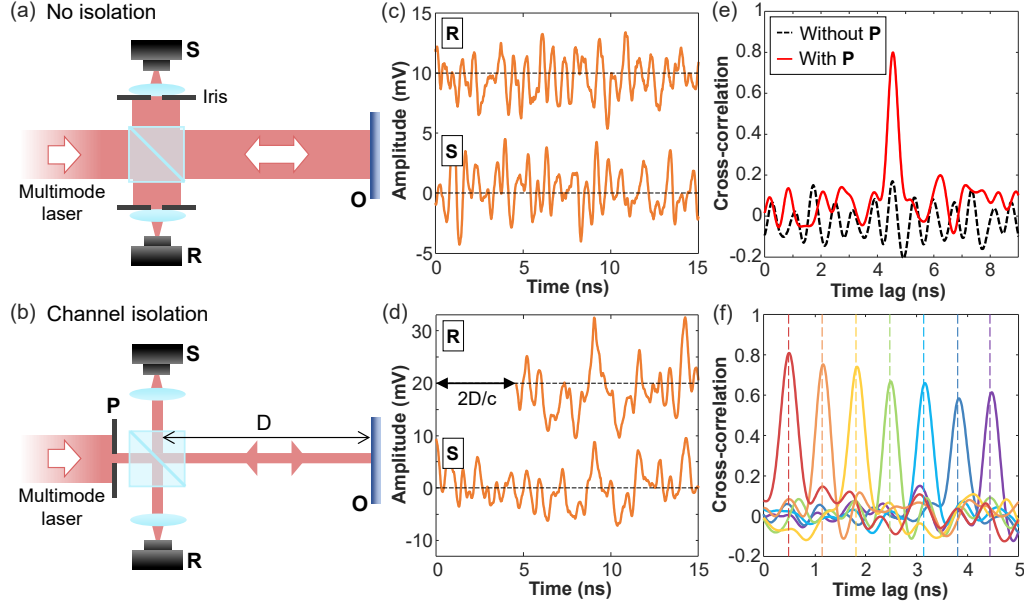 (a) No isolation
S
Iris
Multimode
laser
O
R
(b) Channel isolation
S
P
D
Multimode
laser
O
R
(c)
R
S
Amplitude (mV)
15
10
5
0
-5
0 5 10 15
Time (ns)
(d)
R
2D/c
S
Amplitude (mV)
30
20
10
0
-10
0 5 10 15
Time (ns)
(e)
Without P
With P
Cross-correlation
1
0.8
0.6
0.4
0.2
0
-0.2
0 2 4 6 8
Time lag (ns)
(f)
Cross-correlation
1
0.8
0.6
0.4
0.2
0
-0.2
0 1 2 3 4 5
Time lag (ns)